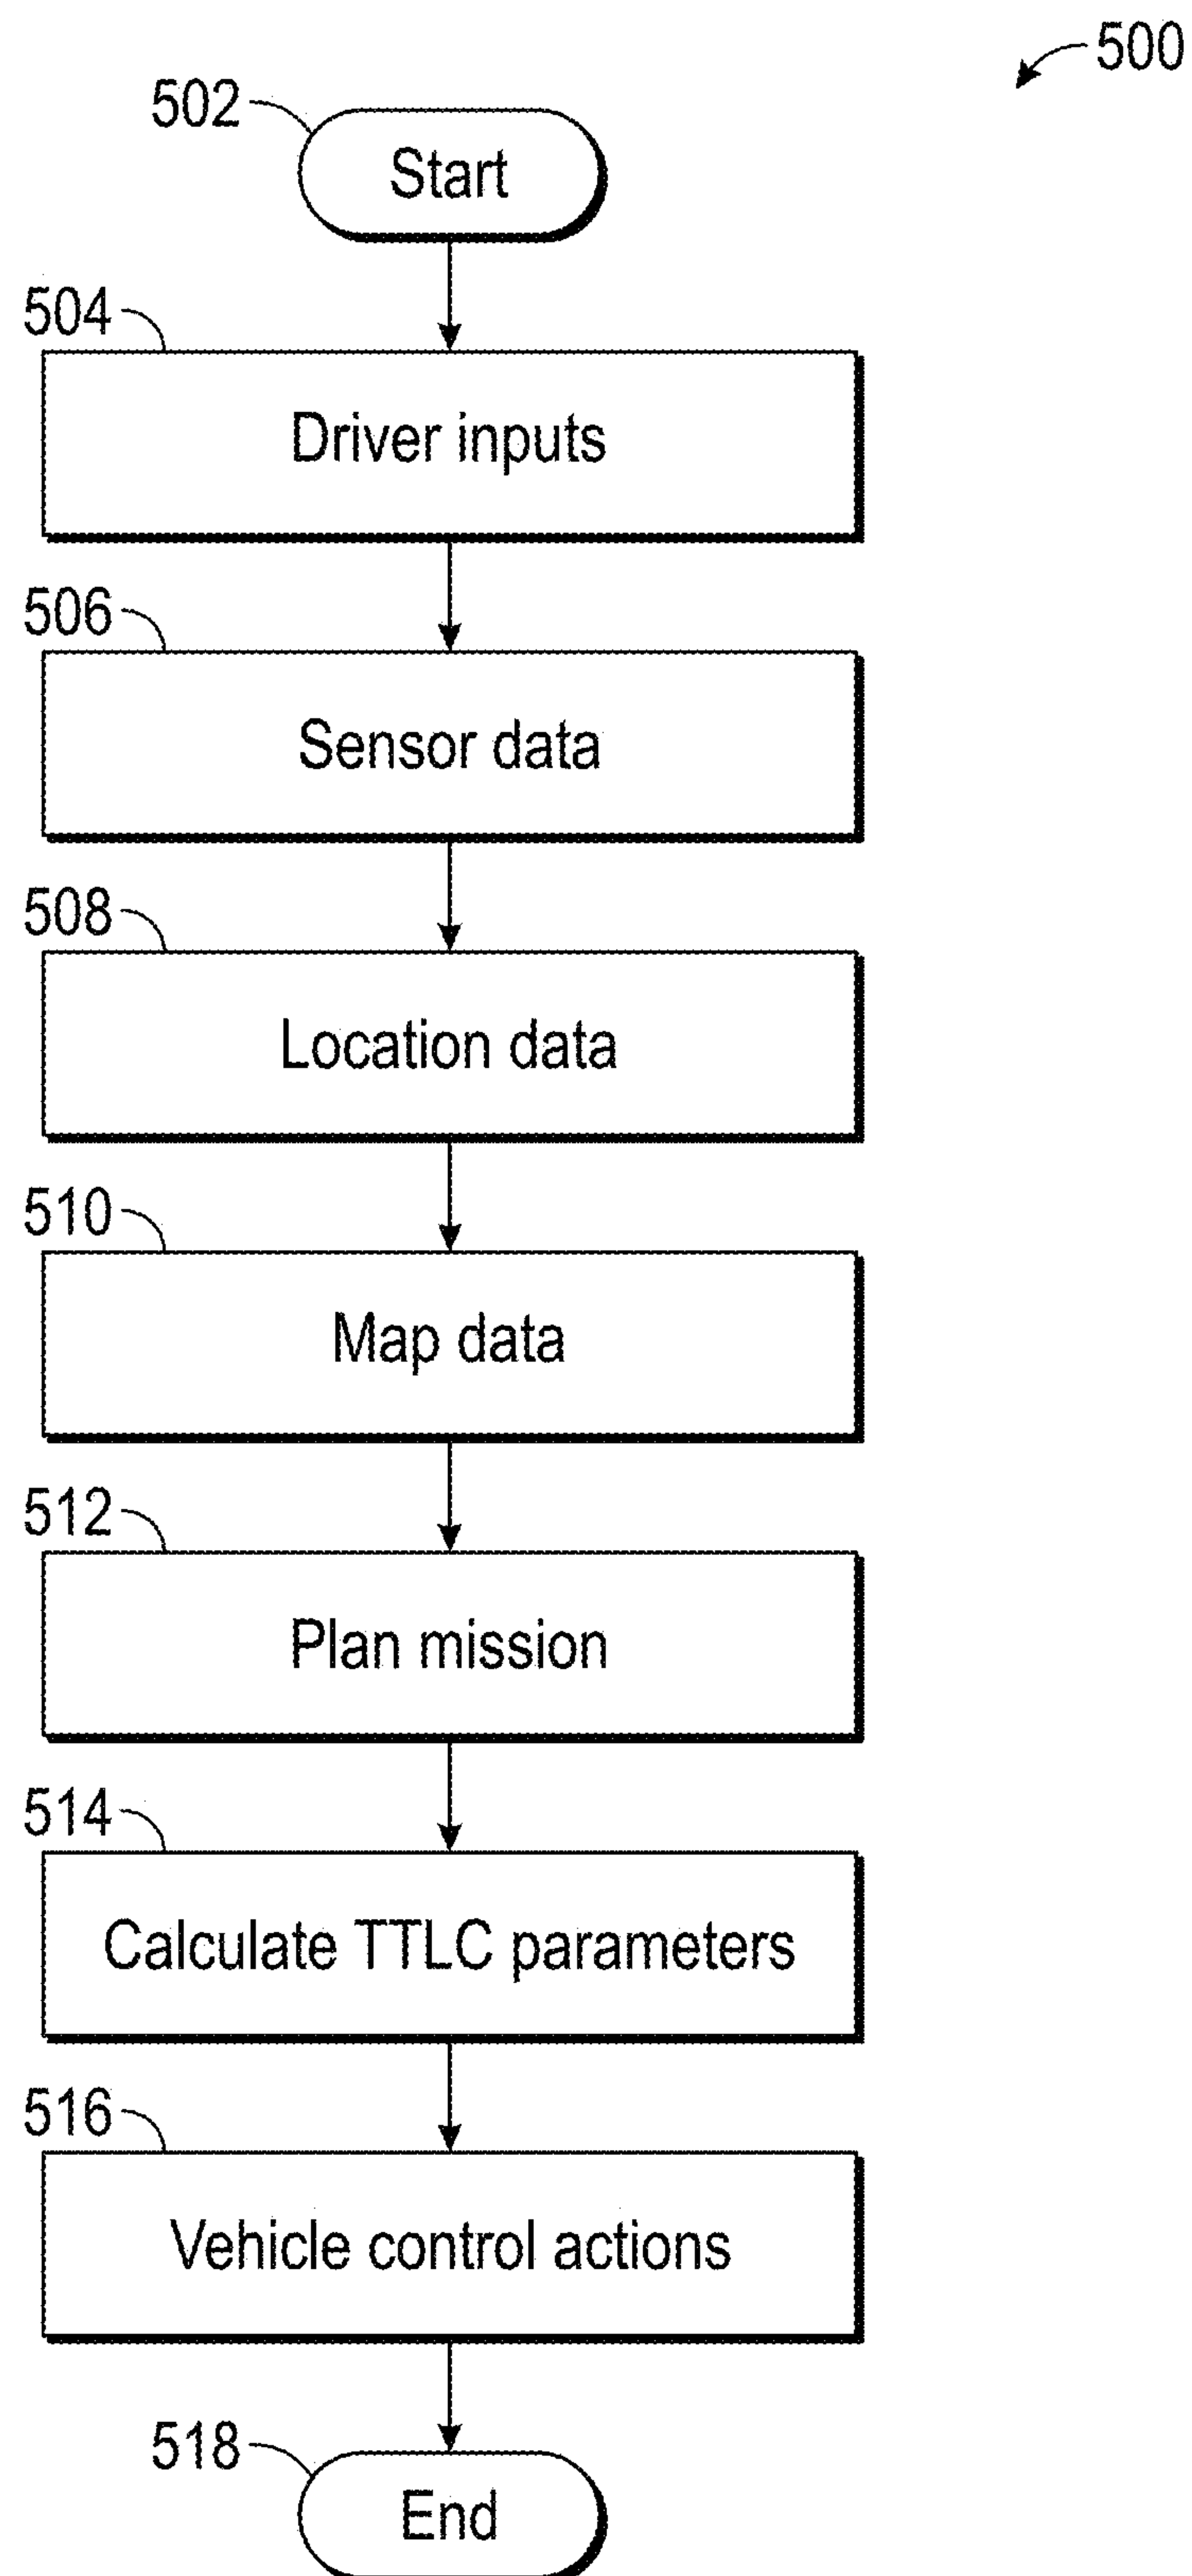 500
502
Start
504
Driver inputs
506
Sensor data
508
Location data
510
Map data
512
Plan mission
514
Calculate TTLC parameters
516
Vehicle control actions
518
End